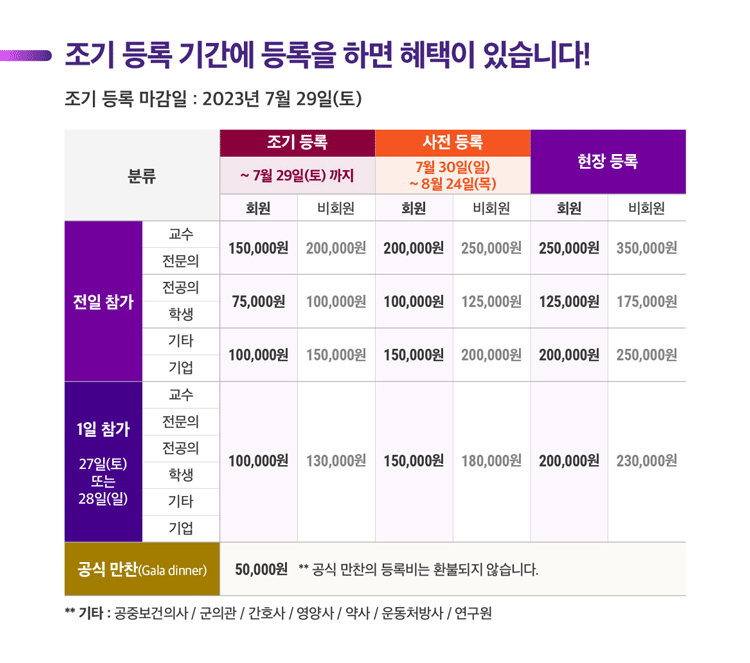 조기 등록 기간에 등록을 하면 혜택이 있습니다!
조기 등록 마감일 : 2023년 7월 29일(토)
분류
조기 등록
사전 등록
현장 등록
~ 7월 29일(토) 까지
7월 30일(일)
~ 8월 24일(목)
회원 비회원 회원 비회원 회원 비회원
전일 참가
교수
전문의
150,000원 200,000원 200,000원 250,000원 250,000원 350,000원
전공의
학생
75,000원 100,000원 100,000원 125,000원 125,000원 175,000원
기타
기업
100,000원 150,000원 150,000원 200,000원 200,000원 250,000원
1일 참가
27일(토)
또는
28일(일)
교수
전문의
전공의
학생
기타
기업
100,000원 130,000원 150,000원 180,000원 200,000원 230,000원
공식 만찬(Gala dinner) 50,000원 ** 공식 만찬의 등록비는 환불되지 않습니다.
** 기타 : 공중보건의사 / 군의관 / 간호사 / 영양사 / 약사 / 운동처방사 / 연구원